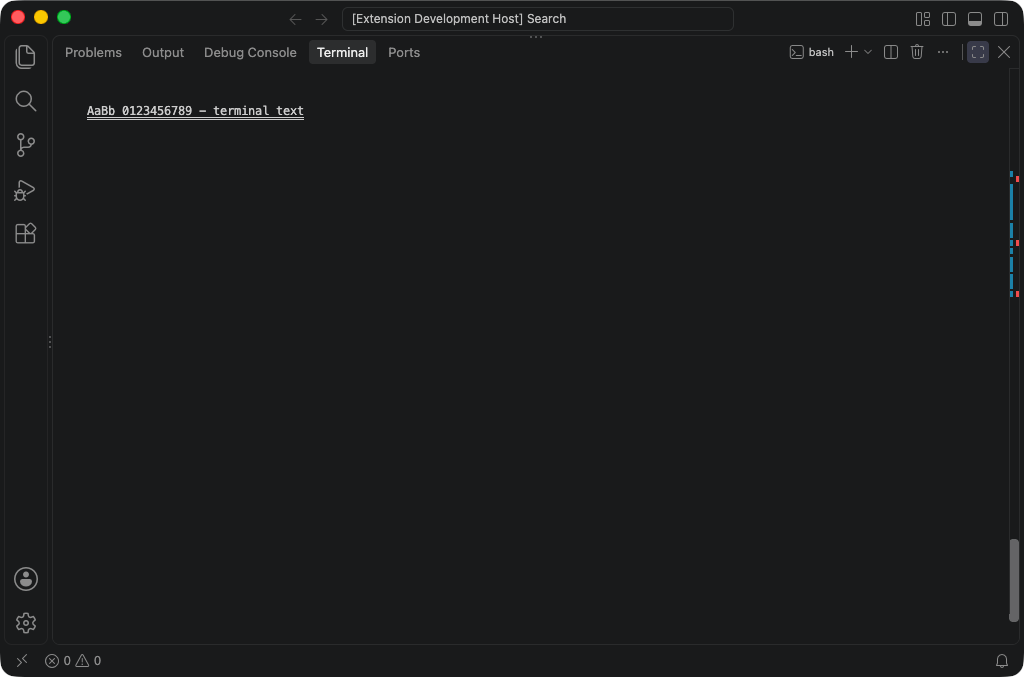 [Extension Development Host] Search
Problems Output Debug Console Terminal Ports bash
AaBb 0123456789 — terminal text
0 0